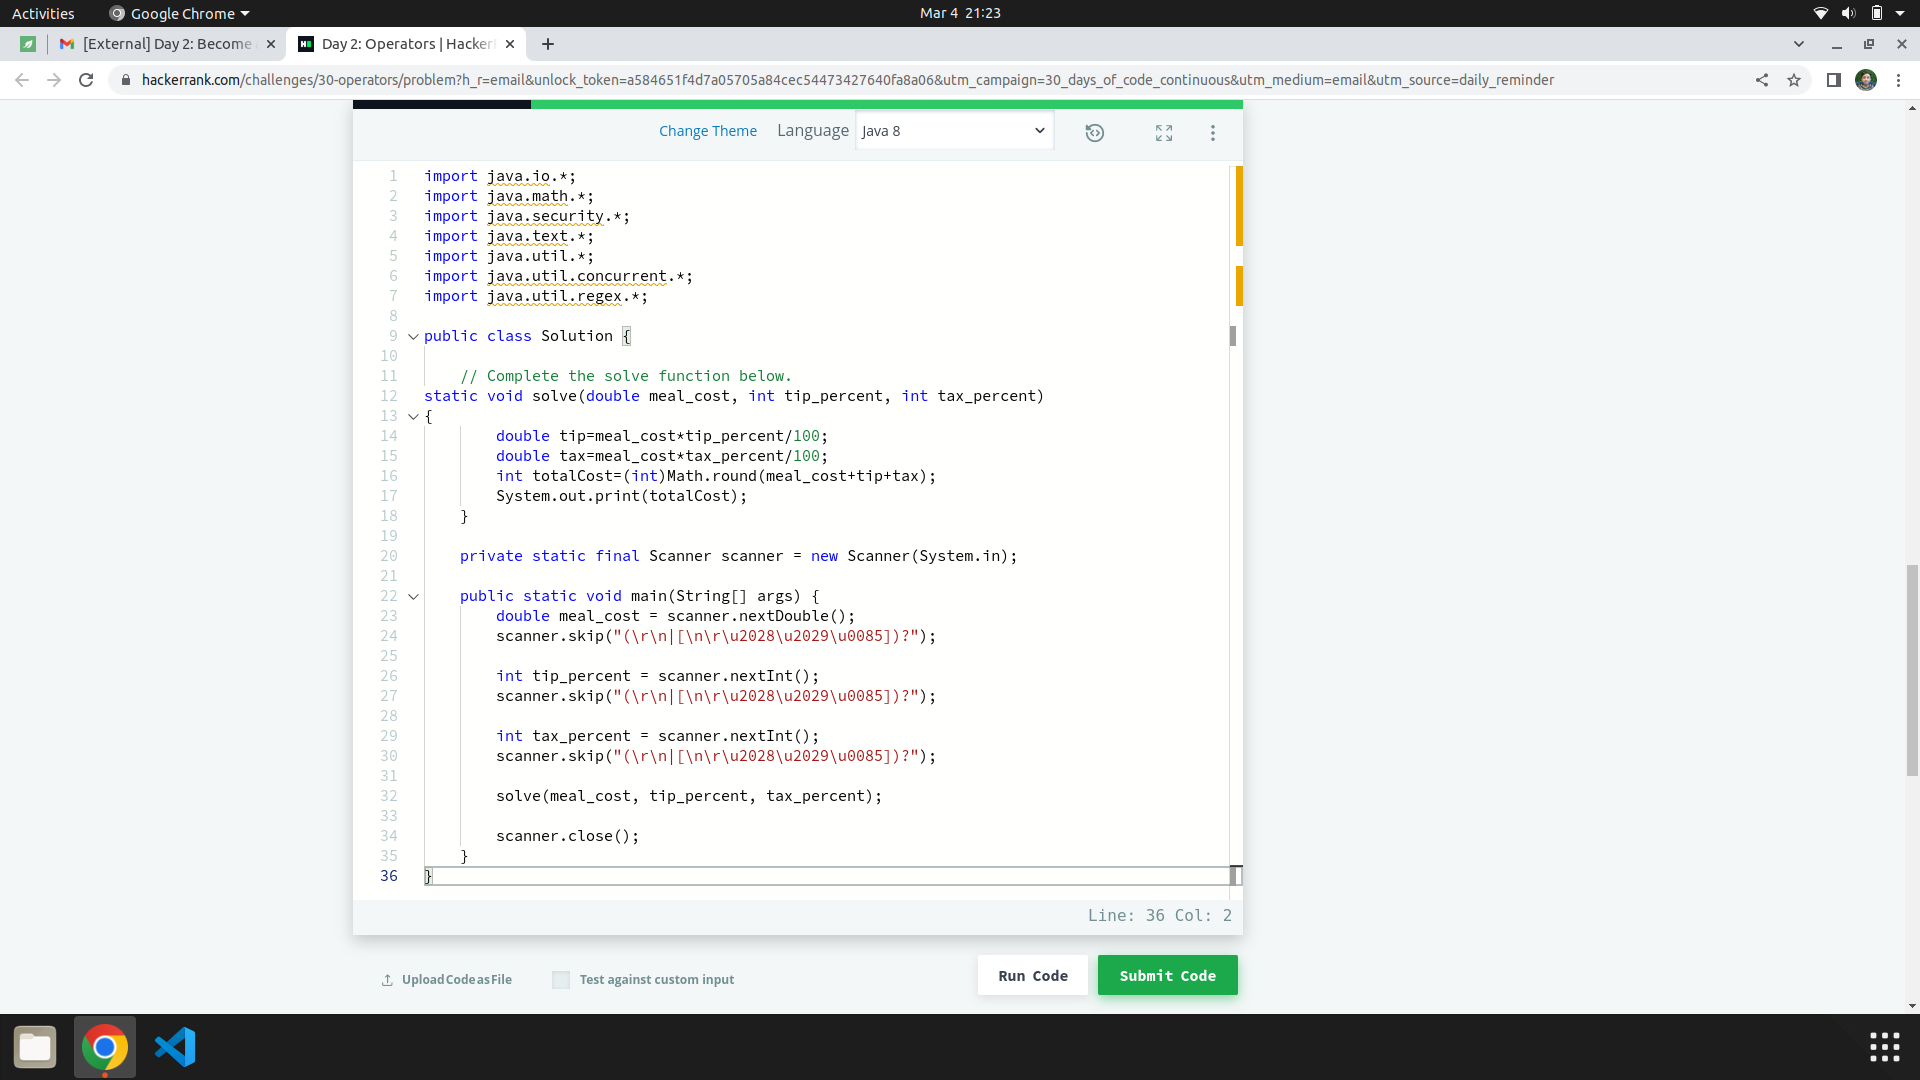 Activities Google Chrome Mar 4 21:23
[External] Day 2: Become Day 2: Operators | Hacker
hackerrank.com/challenges/30-operators/problem?h_r=email&unlock_token=a584651f4d7a05705a84cec54473427640fa8a06&utm_campaign=30_days_of_code_continuous&utm_medium=email&utm_source=daily_reminder
Change Theme Language Java 8
1 import java.io.*;
2 import java.math.*;
3 import java.security.*;
4 import java.text.*;
5 import java.util.*;
6 import java.util.concurrent.*;
7 import java.util.regex.*;
8
9 public class Solution {
10
11 // Complete the solve function below.
12 static void solve(double meal_cost, int tip_percent, int tax_percent)
13 {
14 double tip=meal_cost*tip_percent/100;
15 double tax=meal_cost*tax_percent/100;
16 int totalCost=(int)Math.round(meal_cost+tip+tax);
17 System.out.print(totalCost);
18 }
19
20 private static final Scanner scanner = new Scanner(System.in);
21
22 public static void main(String[] args) {
23 double meal_cost = scanner.nextDouble();
24 scanner.skip("(\r\n|[\n\r\u2028\u2029\u0085])?");
25
26 int tip_percent = scanner.nextInt();
27 scanner.skip("(\r\n|[\n\r\u2028\u2029\u0085])?");
28
29 int tax_percent = scanner.nextInt();
30 scanner.skip("(\r\n|[\n\r\u2028\u2029\u0085])?");
31
32 solve(meal_cost, tip_percent, tax_percent);
33
34 scanner.close();
35 }
36 }
Line: 36 Col: 2
Upload Code as File Test against custom input Run Code Submit Code